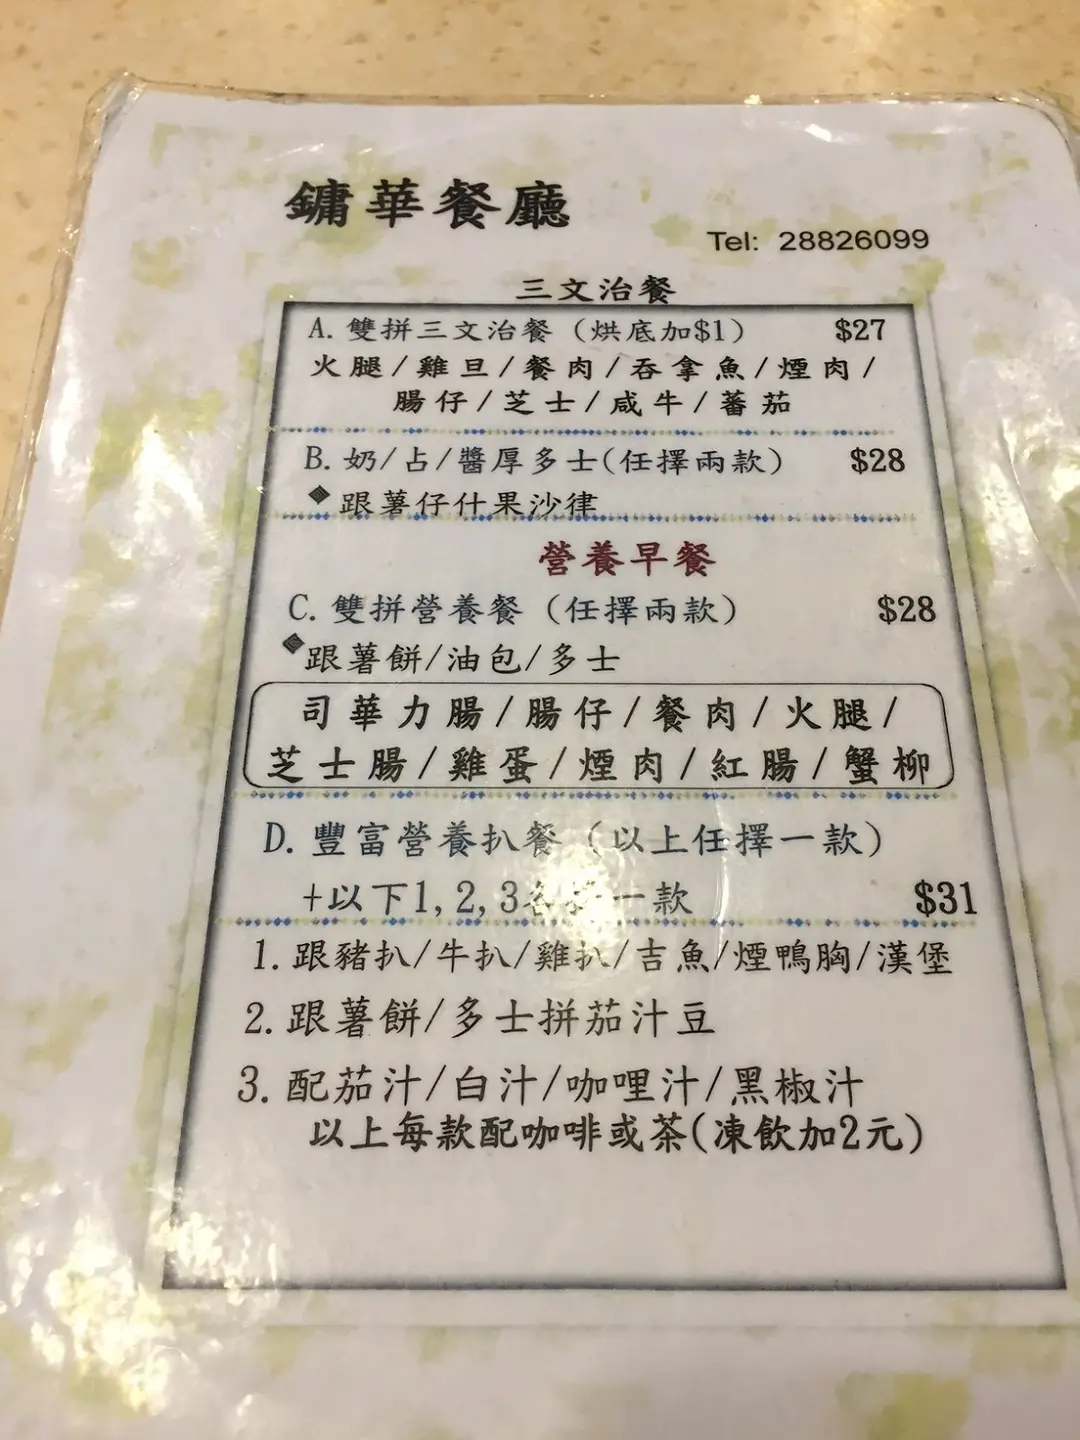 鏞華餐廳
Tel: 28826099
三文治餐
A. 雙拼三文治餐 (烘底加$1) $27
火腿/雞旦/餐肉/吞拿魚/煙肉/
腸仔/芝士/咸牛/蕃茄
B. 奶/占/醬厚多士(任擇兩款) $28
◆跟薯仔什果沙律
營養早餐
C. 雙拼營養餐 (任擇兩款) $28
◆跟薯餅/油包/多士
司華力腸/腸仔/餐肉/火腿/
芝士腸/雞蛋/煙肉/紅腸/蟹柳
D. 豐富營養扒餐 (以上任擇一款)
+以下1,2,3各一款 $31
1. 跟豬扒/牛扒/雞扒/吉魚/煙鴨胸/漢堡
2. 跟薯餅/多士拼茄汁豆
3. 配茄汁/白汁/咖哩汁/黑椒汁
以上每款配咖啡或茶(凍飲加2元)